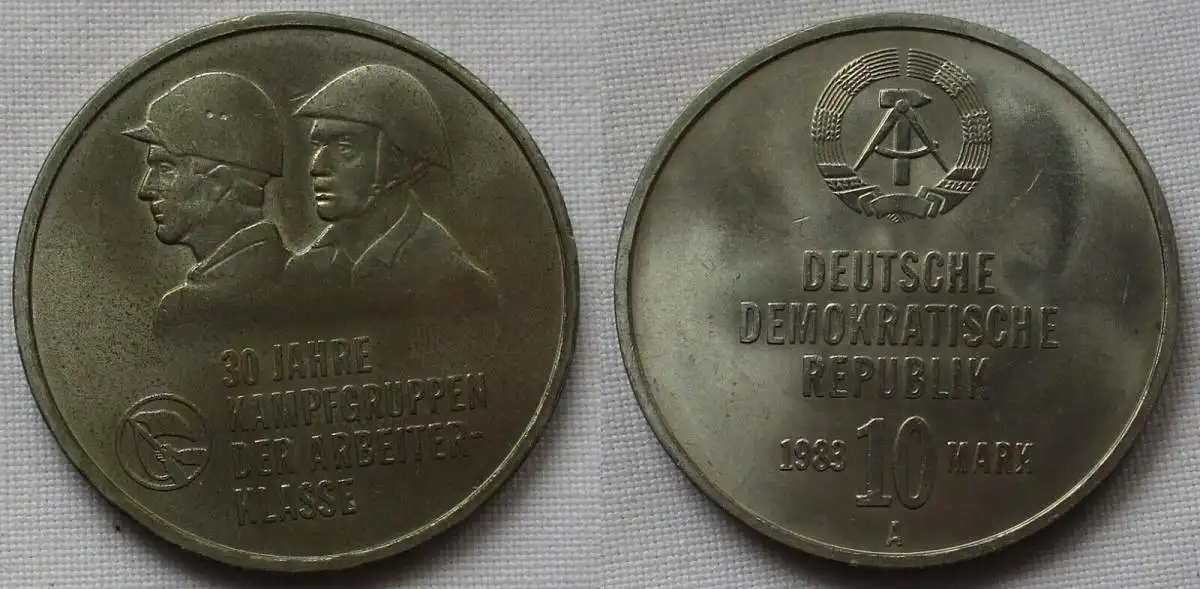 30 JAHRE
KAMPFGRUPPEN
DER ARBEITER-
KLASSE
DEUTSCHE
DEMOKRATISCHE
REPUBLIK
1983 10 MARK
A